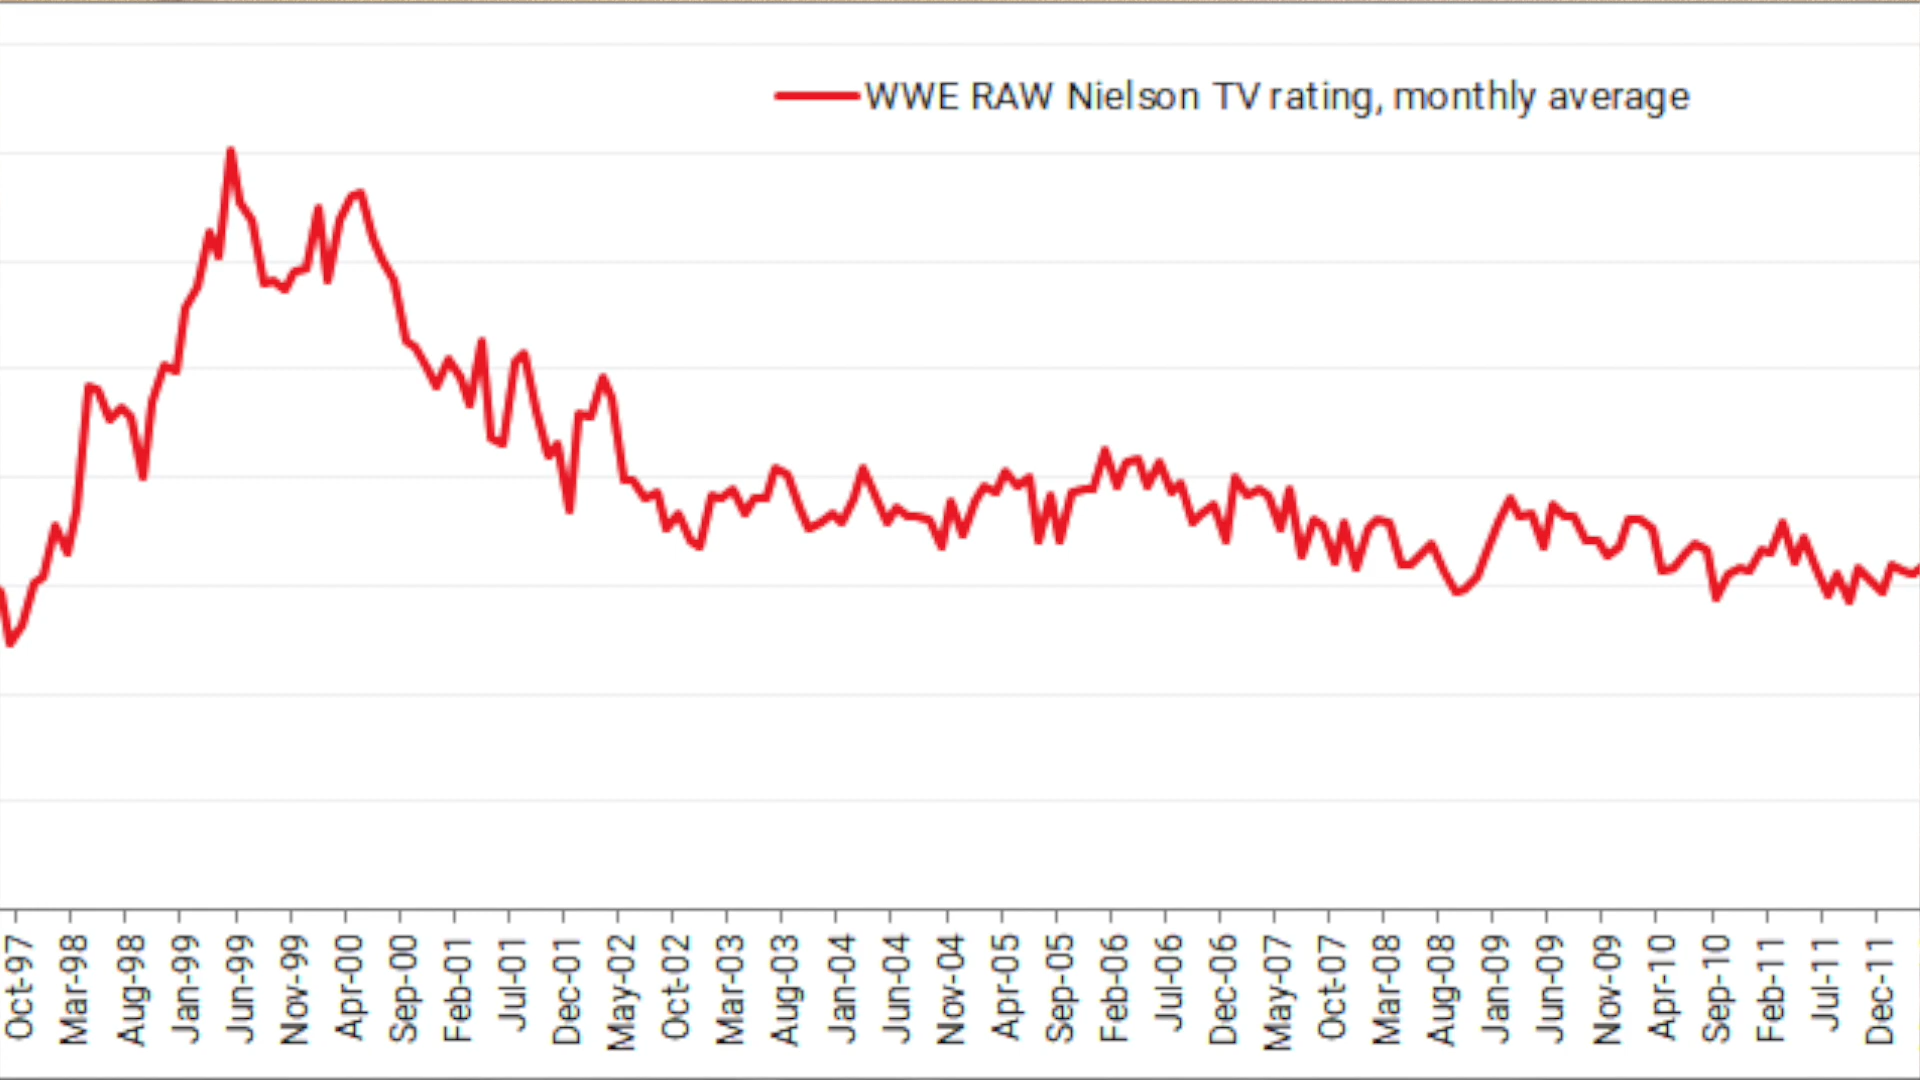 WWE RAW Nielson TV rating, monthly average
Oct-97
Mar-98
Aug-98
Jan-99
Jun-99
Nov-99
Apr-00
Sep-00
Feb-01
Jul-01
Dec-01
May-02
Oct-02
Mar-03
Aug-03
Jan-04
Jun-04
Nov-04
Apr-05
Sep-05
Feb-06
Jul-06
Dec-06
May-07
Oct-07
Mar-08
Aug-08
Jan-09
Jun-09
Nov-09
Apr-10
Sep-10
Feb-11
Jul-11
Dec-11